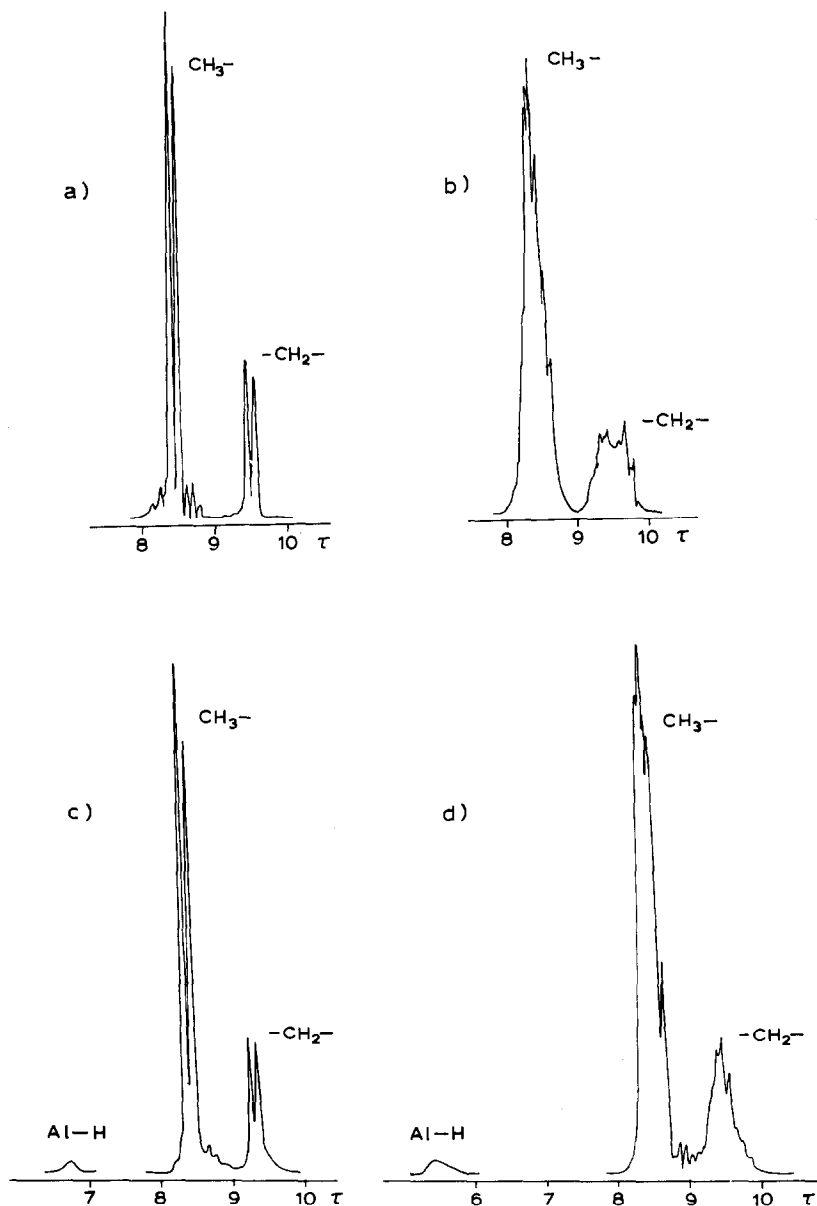 CH₃—
a)
—CH₂—
8 9 10 τ
CH₃—
b)
—CH₂—
8 9 10 τ
CH₃—
c)
—CH₂—
Al—H
7 8 9 10 τ
CH₃—
d)
—CH₂—
Al—H
6 8 9 10 τ